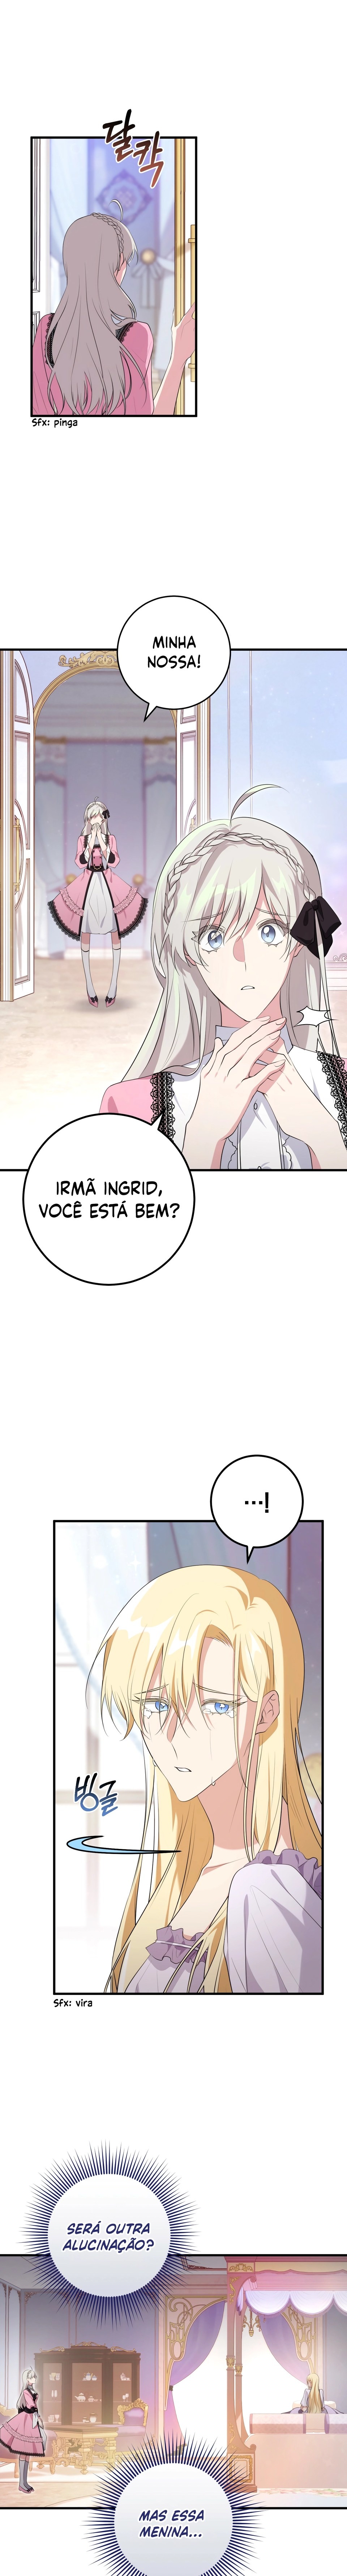 달칵
Sfx: pinga
MINHA
NOSSA!
IRMÃ INGRID,
VOCÊ ESTÁ BEM?
...!
빙글
Sfx: vira
SERÁ OUTRA
ALUCINAÇÃO?
MAS ESSA
MENINA...